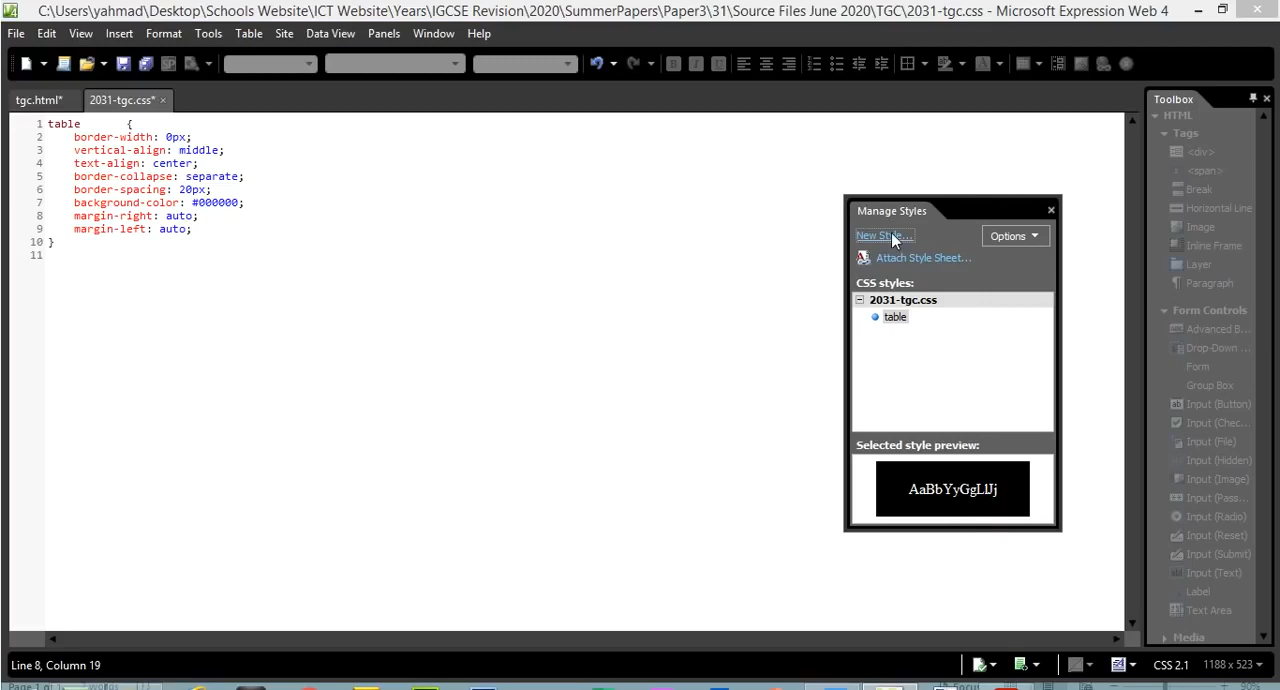 C:\Users\yahmad\Desktop\Schools Website\ICT Website\Years\IGCSE Revision\2020\SummerPapers\Paper3\31\Source Files June 2020\TGC\2031-tgc.css - Microsoft Expression Web 4
File Edit View Insert Format Tools Table Site Data View Panels Window Help
tgc.html* 2031-tgc.css* ×
1 table {
2 border-width: 0px;
3 vertical-align: middle;
4 text-align: center;
5 border-collapse: separate;
6 border-spacing: 20px;
7 background-color: #000000;
8 margin-right: auto;
9 margin-left: auto;
10 }
11
Manage Styles
New Style...
Options
Attach Style Sheet...
CSS styles:
2031-tgc.css
table
Selected style preview:
AaBbYyGgLlJj
Toolbox
HTML
Tags
<div>
<span>
Break
Horizontal Line
Image
Inline Frame
Layer
Paragraph
Form Controls
Advanced B...
Drop-Down ...
Form
Group Box
Input (Button)
Input (Chec...
Input (File)
Input (Hidden)
Input (Image)
Input (Pass...
Input (Radio)
Input (Reset)
Input (Submit)
Input (Text)
Label
Text Area
Media
Line 8, Column 19
CSS 2.1 1188 x 523